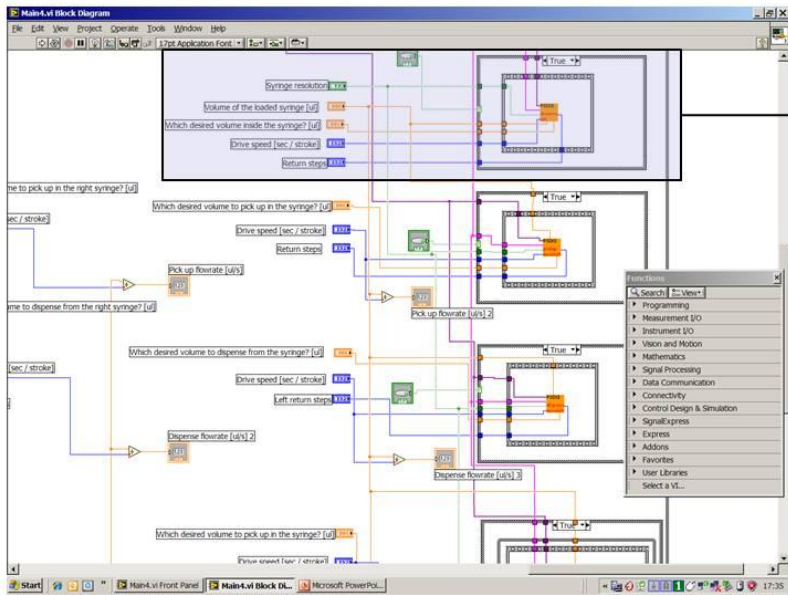 Main4.vi Block Diagram
File Edit View Project Operate Tools Window Help
17pt Application Font
True
Syringe resolution
Volume of the loaded syringe [ul]
Which desired volume inside the syringe?
Drive speed [sec / stroke]
Return steps
me to pick up in the right syringe? [ul]
True
Which desired volume to pick up in the syringe? [ul]
sec / stroke]
Drive speed [sec / stroke]
Return steps
Pick up flowrate [ul/s]
Functions
Search View
Programming
me to dispense from the right syringe? [ul]
Pick up flowrate [ul/s] 2
Measurement I/O
Instrument I/O
Vision and Motion
Which desired volume to dispense from the syringe? [ul]
True
Mathematics
Signal Processing
[sec / stroke]
Drive speed [sec / stroke]
Data Communication
Connectivity
Left return steps
Control Design & Simulation
SignalExpress
Express
Dispense flowrate [ul/s] 2
Addons
Favorites
Dispense flowrate [ul/s] 3
User Libraries
Select a VI...
Which desired volume to pick up in the syringe? [ul]
True
Drive speed [sec / stroke]
Start
Main4.vi Front Panel
Main4.vi Block Di...
Microsoft PowerPoi...
17:35